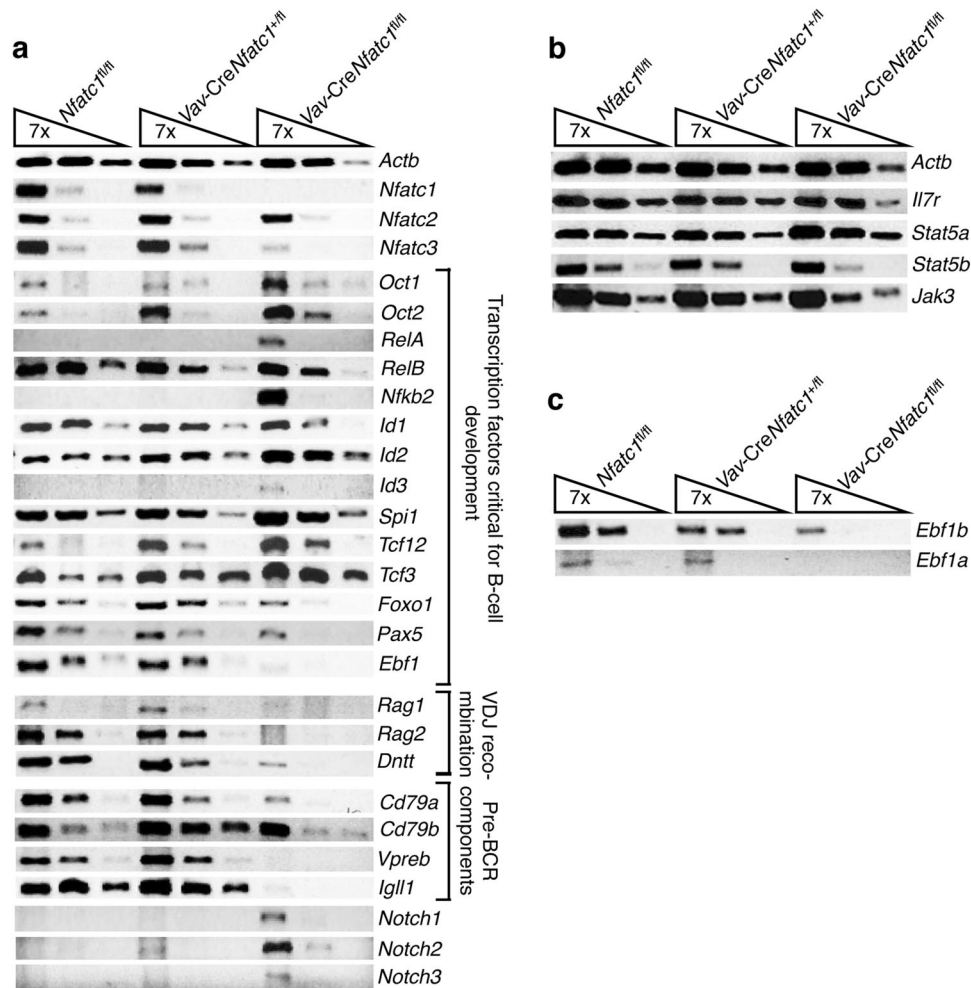 a
Nfatc1fl/fl
Vav-CreNfatc1+/fl
Vav-CreNfatc1fl/fl
7x
7x
7x
Actb
Nfatc1
Nfatc2
Nfatc3
Oct1
Oct2
RelA
RelB
Nfkb2
Id1
Id2
Id3
Spi1
Tcf12
Tcf3
Foxo1
Pax5
Ebf1
Transcription factors critical for B-cell
development
Rag1
Rag2
Dntt
VDJ reco-
mbination
Cd79a
Cd79b
Vpreb
Igll1
Pre-BCR
components
Notch1
Notch2
Notch3
b
Nfatc1fl/fl
Vav-CreNfatc1+/fl
Vav-CreNfatc1fl/fl
7x
7x
7x
Actb
Il7r
Stat5a
Stat5b
Jak3
c
Nfatc1fl/fl
Vav-CreNfatc1+/fl
Vav-CreNfatc1fl/fl
7x
7x
7x
Ebf1b
Ebf1a